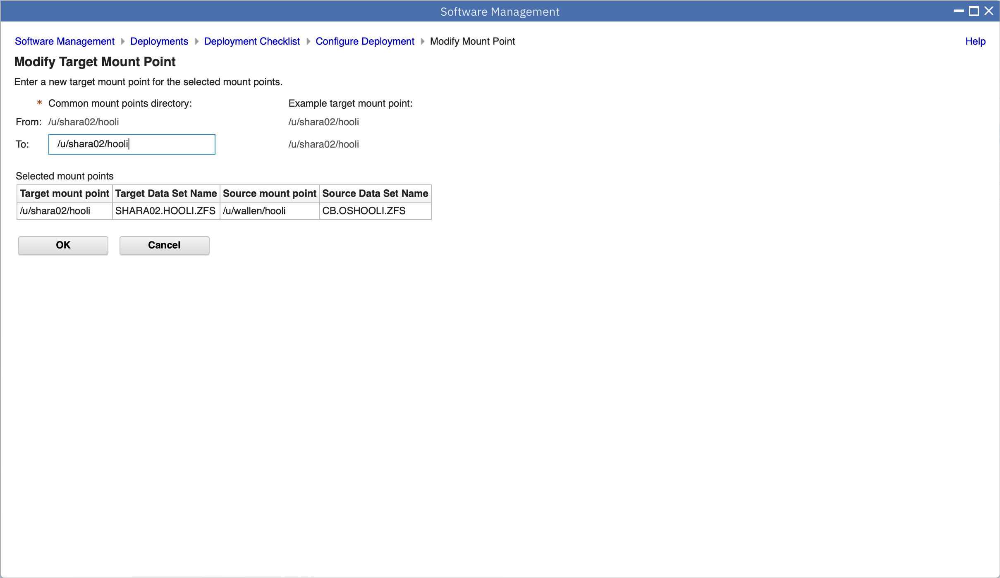 Software Management
Software Management Deployments Deployment Checklist Configure Deployment Modify Mount Point Help
Modify Target Mount Point
Enter a new target mount point for the selected mount points.
* Common mount points directory: Example target mount point:
From: /u/shara02/hooli /u/shara02/hooli
To: /u/shara02/hooli /u/shara02/hooli
Selected mount points
Target mount point Target Data Set Name Source mount point Source Data Set Name
/u/shara02/hooli SHARA02.HOOLI.ZFS /u/wallen/hooli CB.OSHOOLI.ZFS
OK Cancel